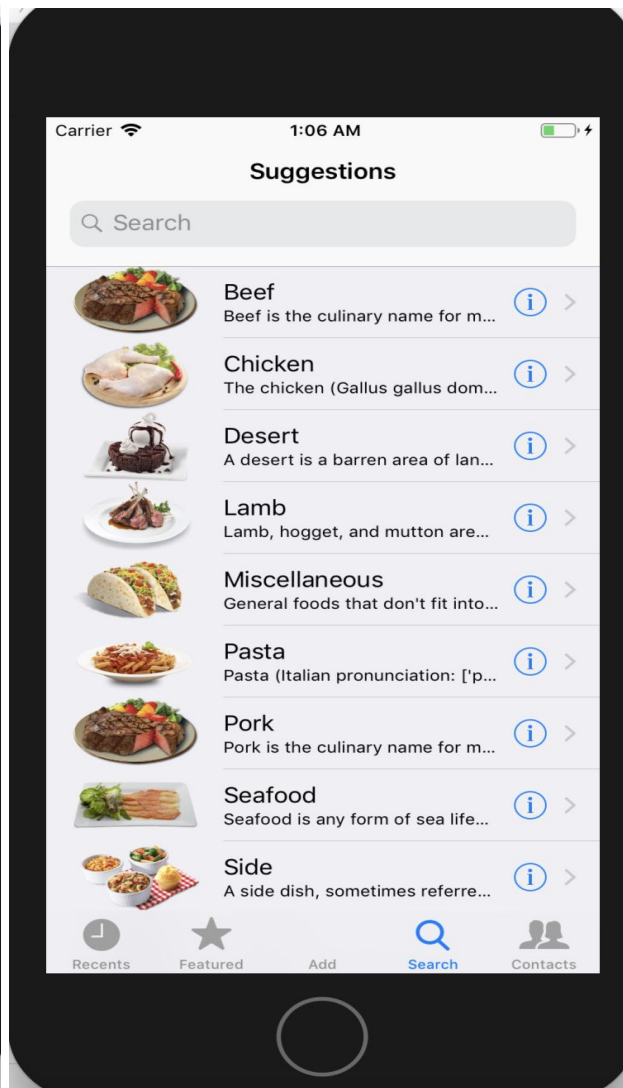 Carrier 1:06 AM
Suggestions
Search
Beef
Beef is the culinary name for m...
Chicken
The chicken (Gallus gallus dom...
Desert
A desert is a barren area of lan...
Lamb
Lamb, hogget, and mutton are...
Miscellaneous
General foods that don't fit into...
Pasta
Pasta (Italian pronunciation: ['p...
Pork
Pork is the culinary name for m...
Seafood
Seafood is any form of sea life...
Side
A side dish, sometimes referre...
Recents Featured Add Search Contacts